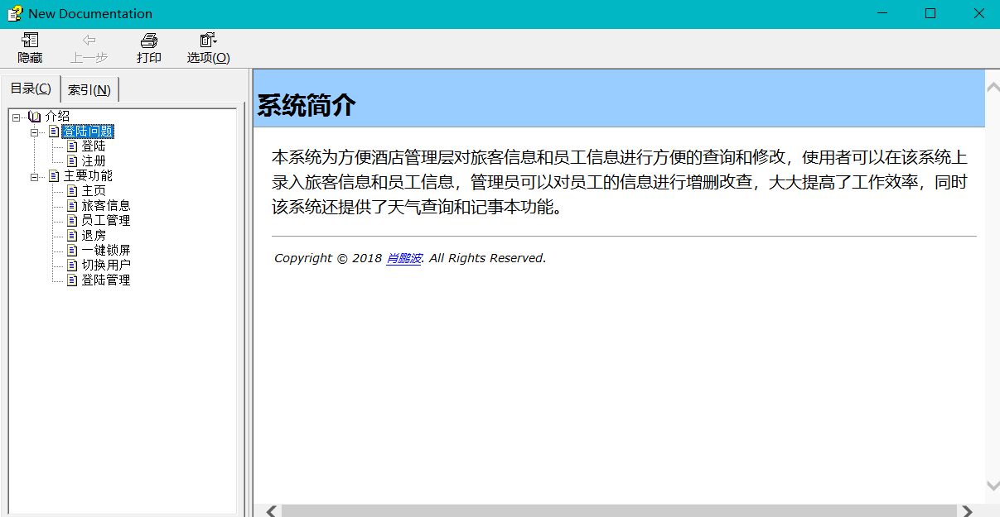 New Documentation
隐藏 上一步 打印 选项(O)
目录(C) 索引(N)
介绍
登陆问题
登陆
注册
主要功能
主页
旅客信息
员工管理
退房
一键锁屏
切换用户
登陆管理
系统简介
本系统为方便酒店管理层对旅客信息和员工信息进行方便的查询和修改，使用者可以在该系统上
录入旅客信息和员工信息，管理员可以对员工的信息进行增删改查，大大提高了工作效率，同时
该系统还提供了天气查询和记事本功能。
Copyright © 2018 肖鹏波. All Rights Reserved.